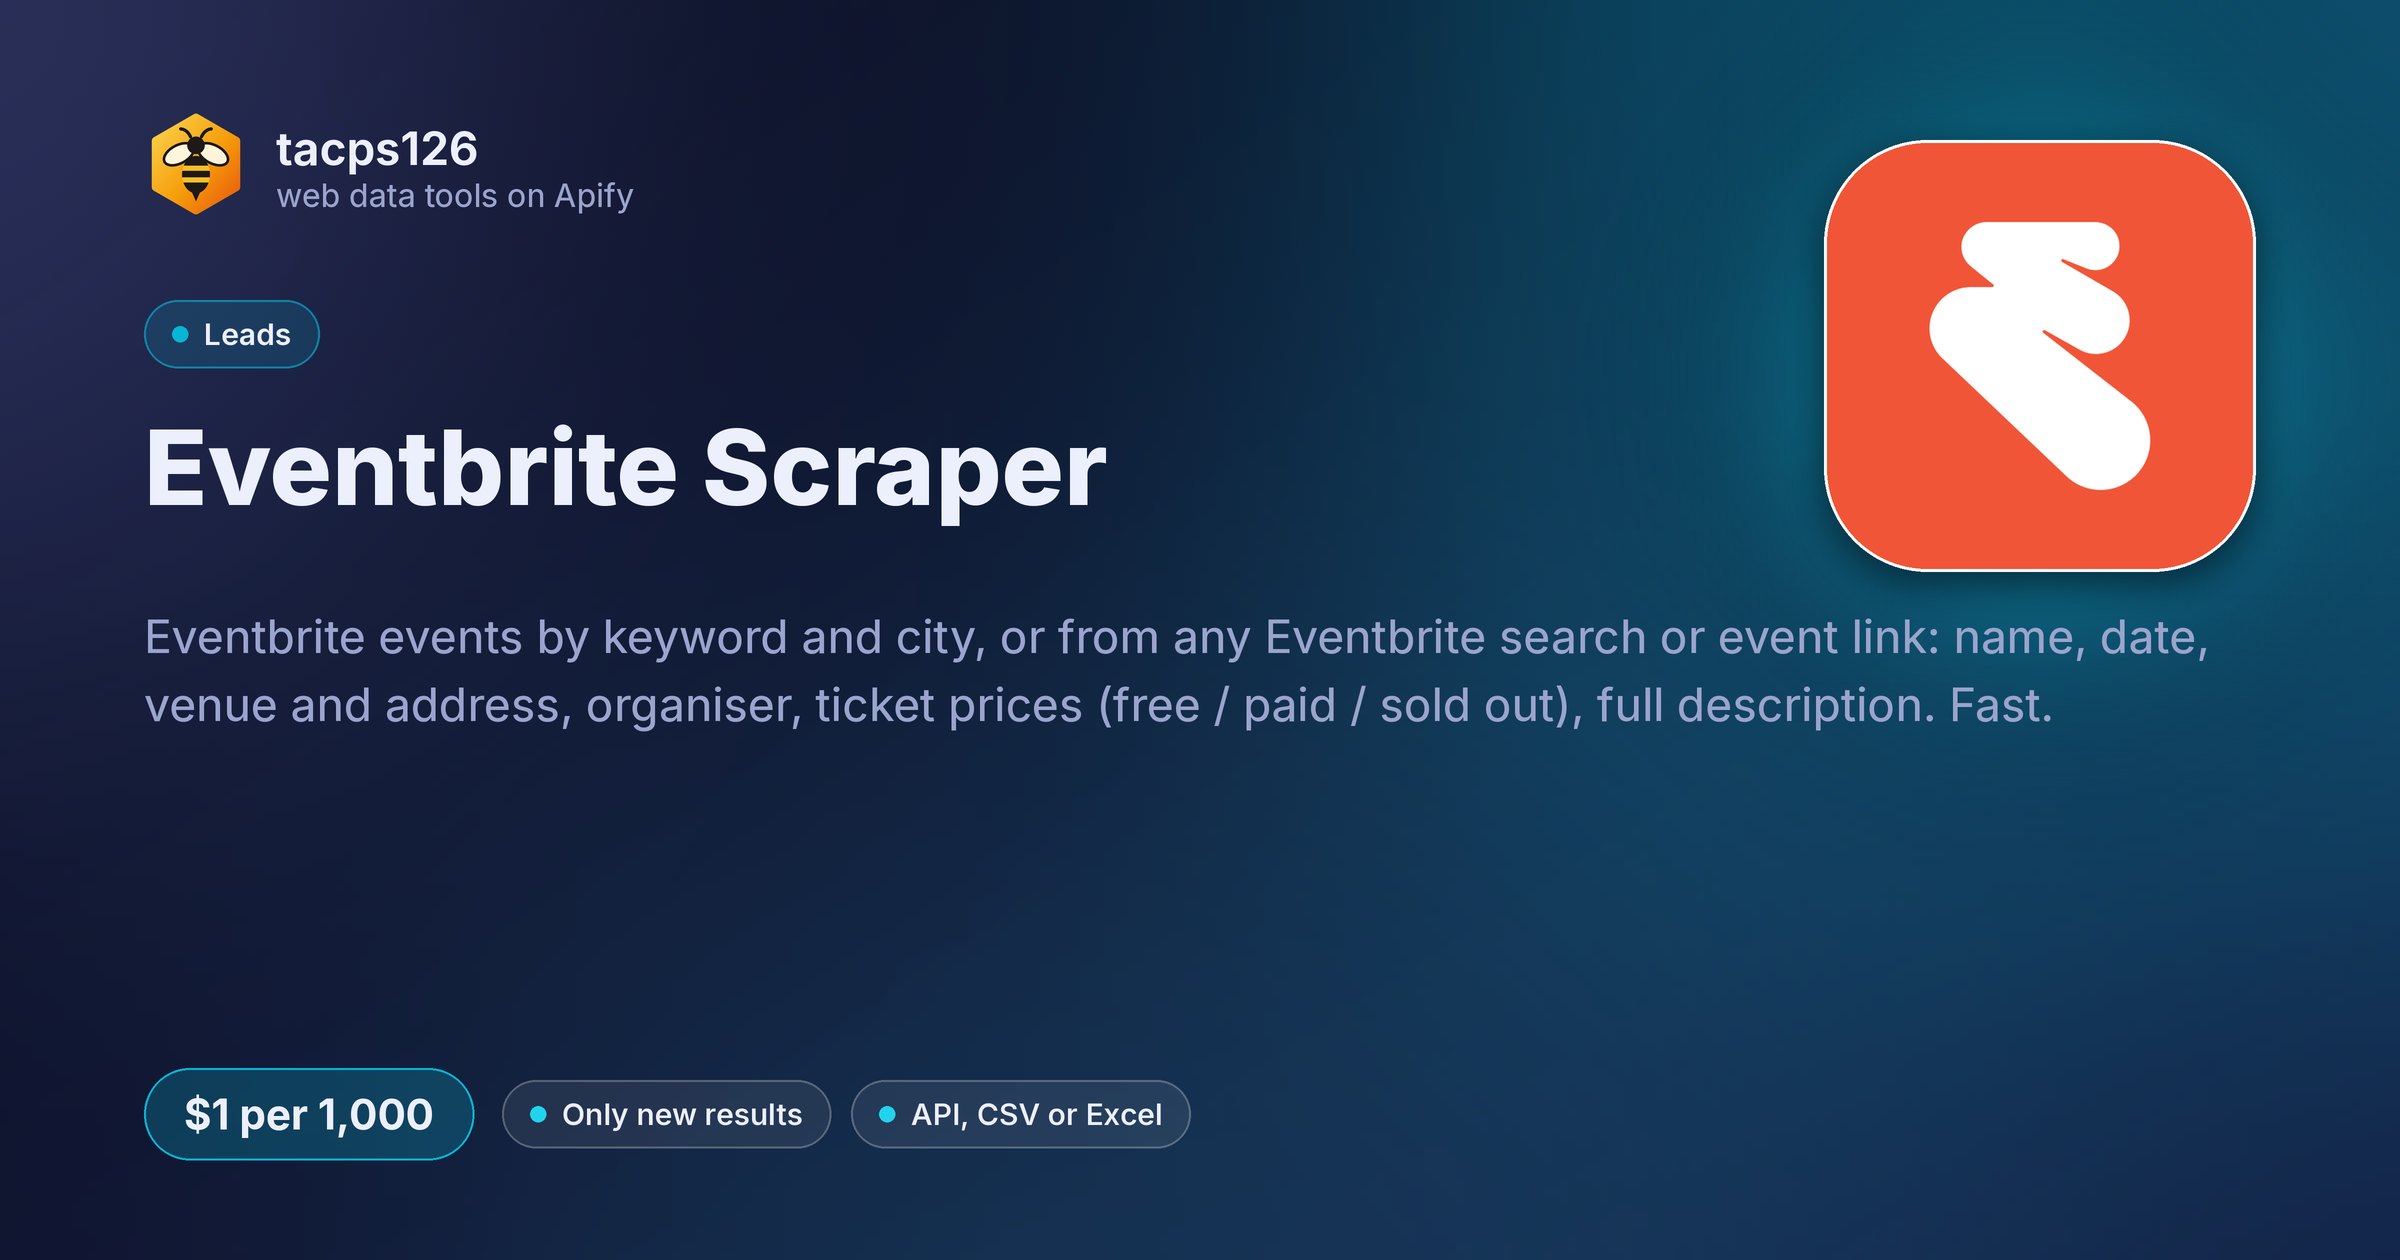 tacps126
web data tools on Apify
Leads
Eventbrite Scraper
Eventbrite events by keyword and city, or from any Eventbrite search or event link: name, date,
venue and address, organiser, ticket prices (free / paid / sold out), full description. Fast.
$1 per 1,000
Only new results
API, CSV or Excel